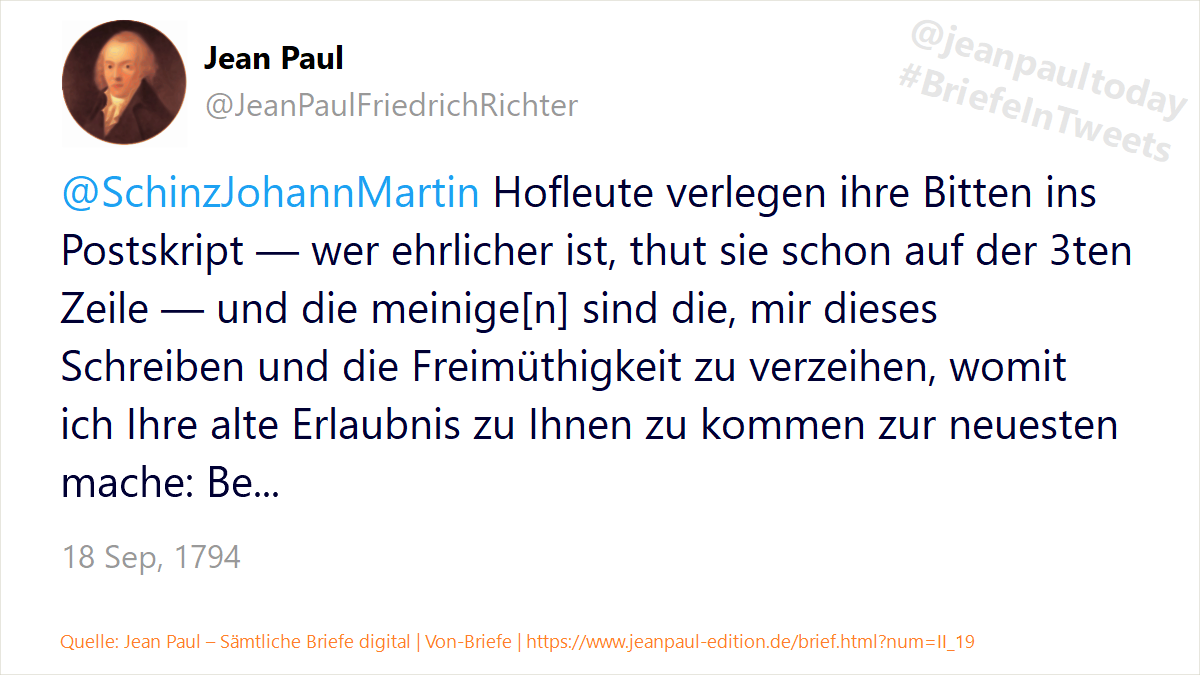 Jean Paul
@JeanPaulFriedrichRichter
@jeanpaultoday
#BriefeInTweets
@SchinzJohannMartin Hofleute verlegen ihre Bitten ins
Postskript — wer ehrlicher ist, thut sie schon auf der 3ten
Zeile — und die meinige[n] sind die, mir dieses
Schreiben und die Freimüthigkeit zu verzeihen, womit
ich Ihre alte Erlaubnis zu Ihnen zu kommen zur neuesten
mache: Be...
18 Sep, 1794
Quelle: Jean Paul – Sämtliche Briefe digital | Von-Briefe | https://www.jeanpaul-edition.de/brief.html?num=II_19